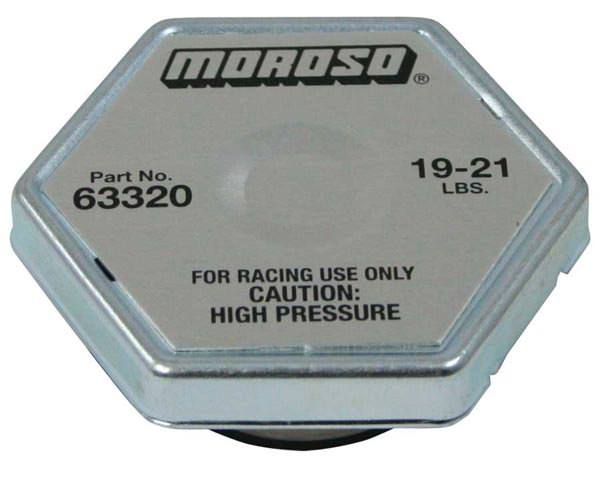 MOROSO®
Part No.
63320
19-21
LBS.
FOR RACING USE ONLY
CAUTION:
HIGH PRESSURE